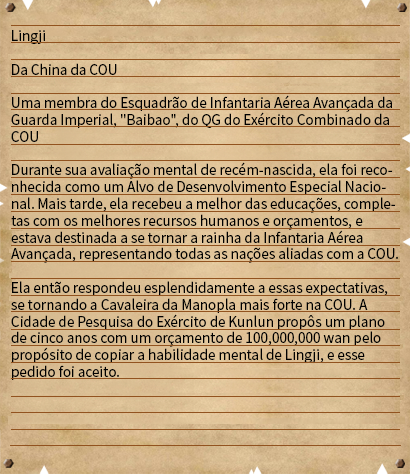 Lingji
Da China da COU
Uma membra do Esquadrão de Infantaria Aérea Avançada da
Guarda Imperial, "Baibao", do QG do Exército Combinado da
COU
Durante sua avaliação mental de recém-nascida, ela foi reco-
nhecida como um Alvo de Desenvolvimento Especial Nacio-
nal. Mais tarde, ela recebeu a melhor das educações, comple-
tas com os melhores recursos humanos e orçamentos, e
estava destinada a se tornar a rainha da Infantaria Aérea
Avançada, representando todas as nações aliadas com a COU.
Ela então respondeu esplendidamente a essas expectativas,
se tornando a Cavaleira da Manopla mais forte na COU. A
Cidade de Pesquisa do Exército de Kunlun propôs um plano
de cinco anos com um orçamento de 100,000,000 wan pelo
propósito de copiar a habilidade mental de Lingji, e esse
pedido foi aceito.